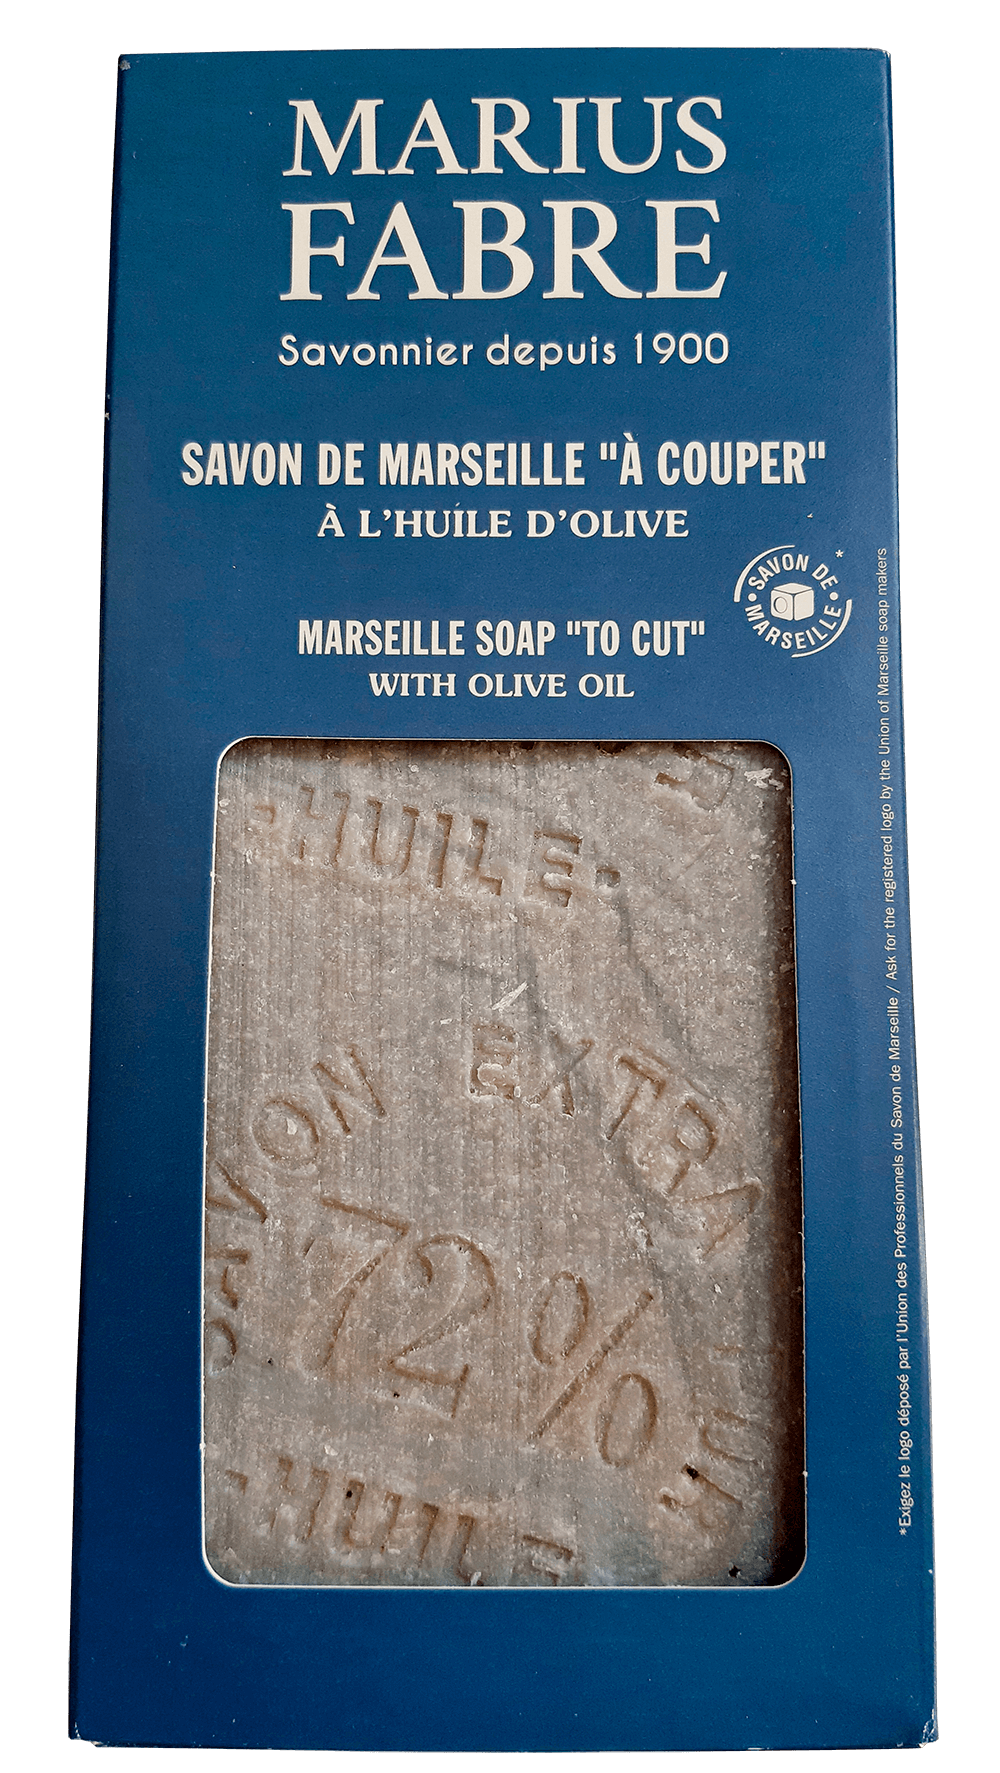 MARIUS
FABRE
Savonnier depuis 1900
SAVON DE MARSEILLE "À COUPER"
À L'HUILE D'OLIVE
SAVON DE
MARSEILLE
*
MARSEILLE SOAP "TO CUT"
WITH OLIVE OIL
*Exigez le logo déposé par l'Union des Professionnels du Savon de Marseille / Ask for the registered logo by the Union of Marseille soap makers
HUILE
EXTRA
72%
HUILE